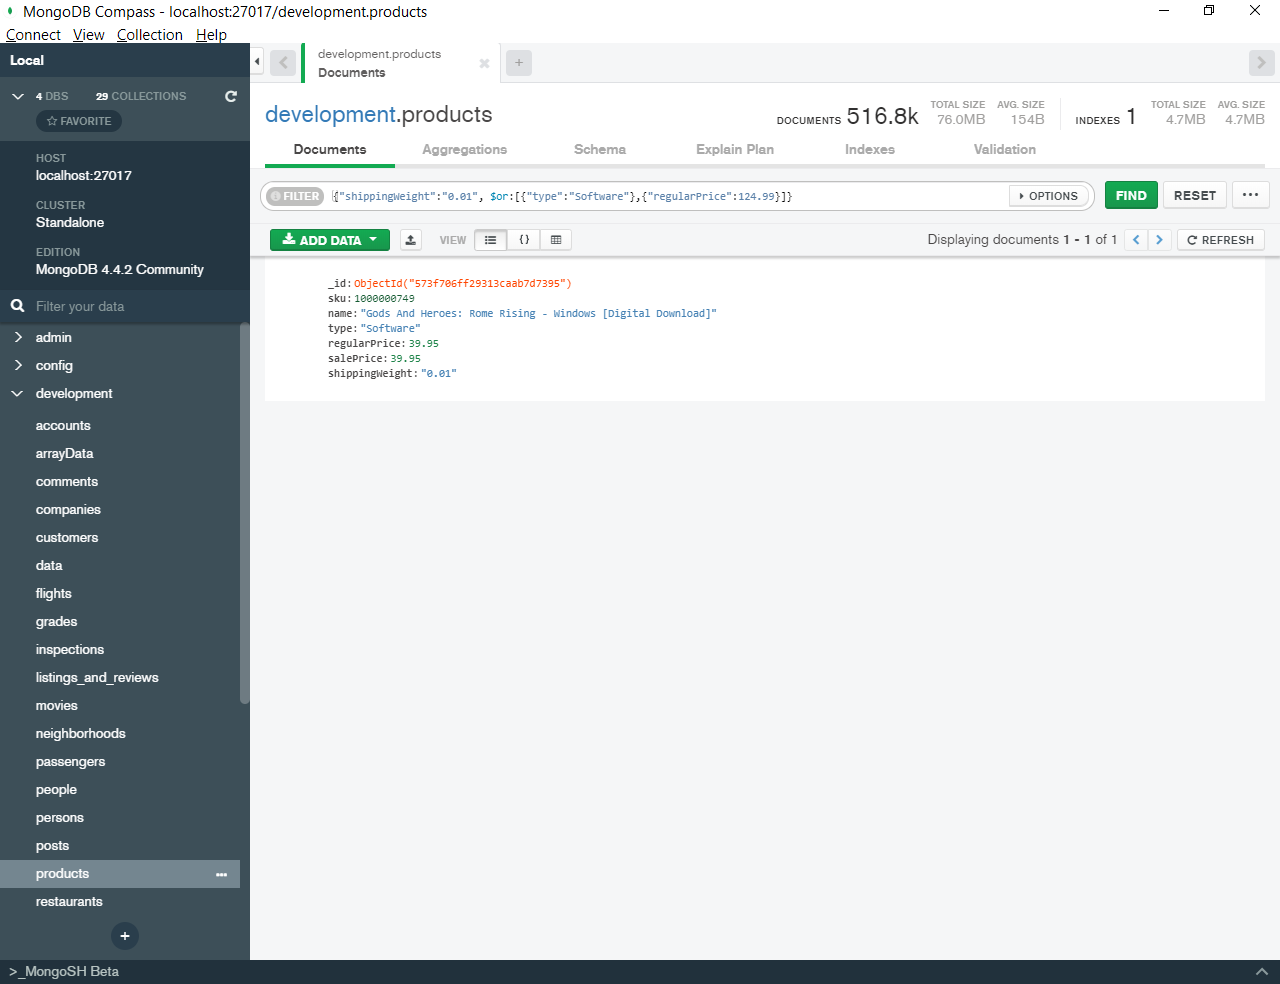 MongoDB Compass - localhost:27017/development.products
Connect View Collection Help
Local
4 DBS 29 COLLECTIONS
FAVORITE
HOST
localhost:27017
CLUSTER
Standalone
EDITION
MongoDB 4.4.2 Community
Filter your data
admin
config
development
accounts
arrayData
comments
companies
customers
data
flights
grades
inspections
listings_and_reviews
movies
neighborhoods
passengers
people
persons
posts
products
restaurants
>_MongoSH Beta
development.products
Documents
development.products
DOCUMENTS 516.8k TOTAL SIZE 76.0MB AVG. SIZE 154B INDEXES 1 TOTAL SIZE 4.7MB AVG. SIZE 4.7MB
Documents Aggregations Schema Explain Plan Indexes Validation
FILTER {"shippingWeight":"0.01", $or:[{"type":"Software"},{"regularPrice":124.99}]} OPTIONS FIND RESET
ADD DATA VIEW {} Displaying documents 1 - 1 of 1 < > REFRESH
_id: ObjectId("573f706ff29313caab7d7395")
sku: 1000000749
name: "Gods And Heroes: Rome Rising - Windows [Digital Download]"
type: "Software"
regularPrice: 39.95
salePrice: 39.95
shippingWeight: "0.01"